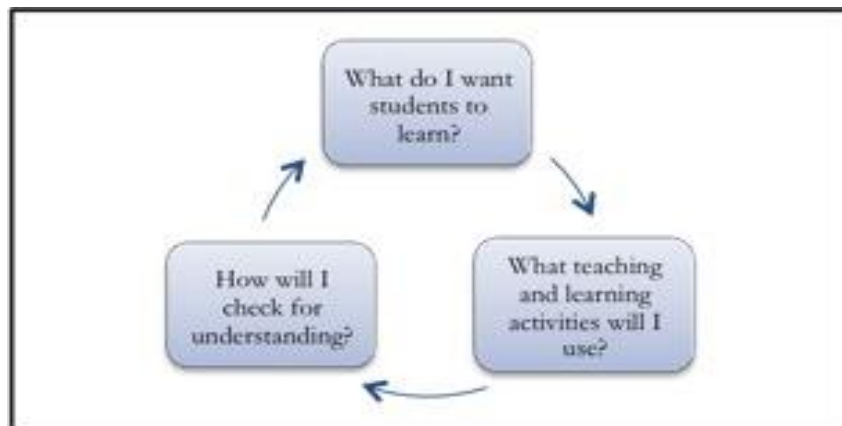 What do I want
students to
learn?
What teaching
and learning
activities will I
use?
How will I
check for
understanding?